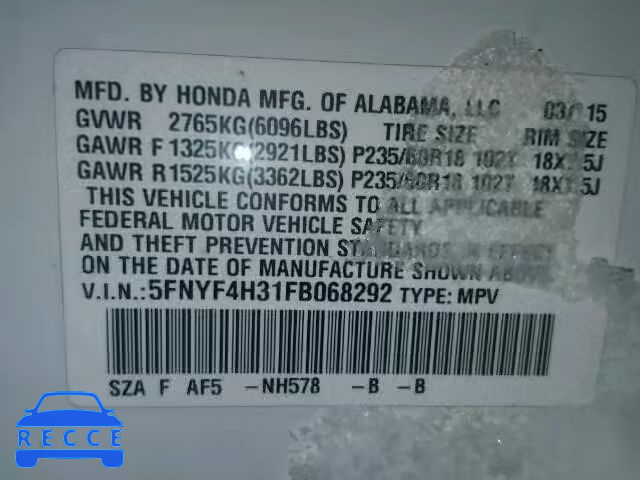 MFD. BY HONDA MFG. OF ALABAMA, LLC 03/15
GVWR 2765KG(6096LBS) TIRE SIZE RIM SIZE
GAWR F 1325KG(2921LBS) P235/60R18 102T 18X7.5J
GAWR R 1525KG(3362LBS) P235/60R18 102T 18X7.5J
THIS VEHICLE CONFORMS TO ALL APPLICABLE
FEDERAL MOTOR VEHICLE SAFETY
AND THEFT PREVENTION STANDARDS IN EFFECT
ON THE DATE OF MANUFACTURE SHOWN ABOVE.
V.I.N.:5FNYF4H31FB068292 TYPE: MPV
SZA F AF5 -NH578 -B -B
RECCE